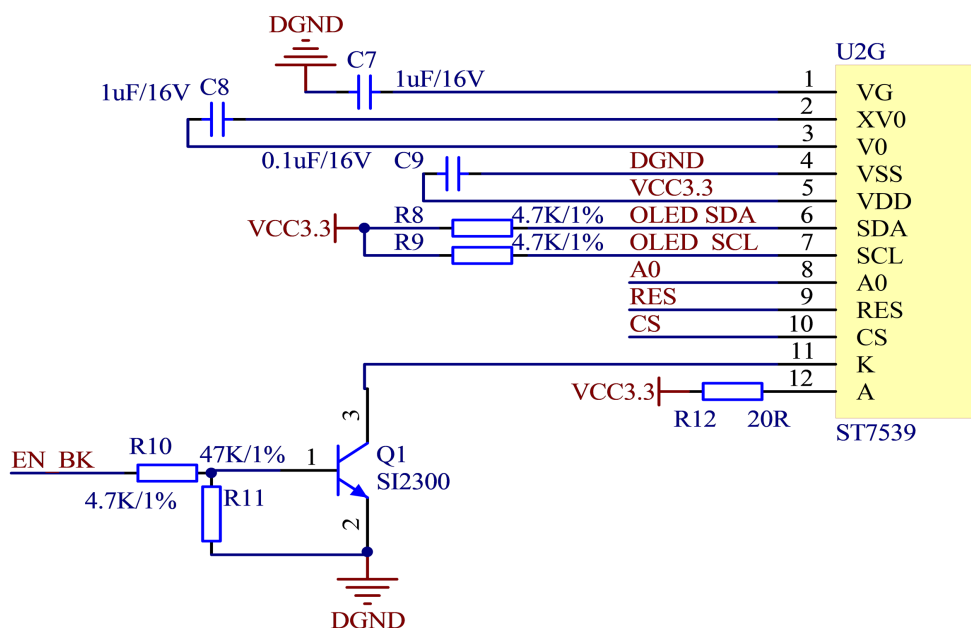 DGND
U2G
C7
1uF/16V
1 VG
C8
1uF/16V
2 XV0
3 V0
0.1uF/16V
C9
DGND
4 VSS
VCC3.3
5 VDD
VCC3.3
R8
4.7K/1%
OLED SDA
6 SDA
R9
4.7K/1%
OLED SCL
7 SCL
A0
8 A0
RES
9 RES
CS
10 CS
11 K
VCC3.3
R12
20R
12 A
ST7539
3
EN BK
R10
4.7K/1%
47K/1%
R11
1
Q1
SI2300
2
DGND